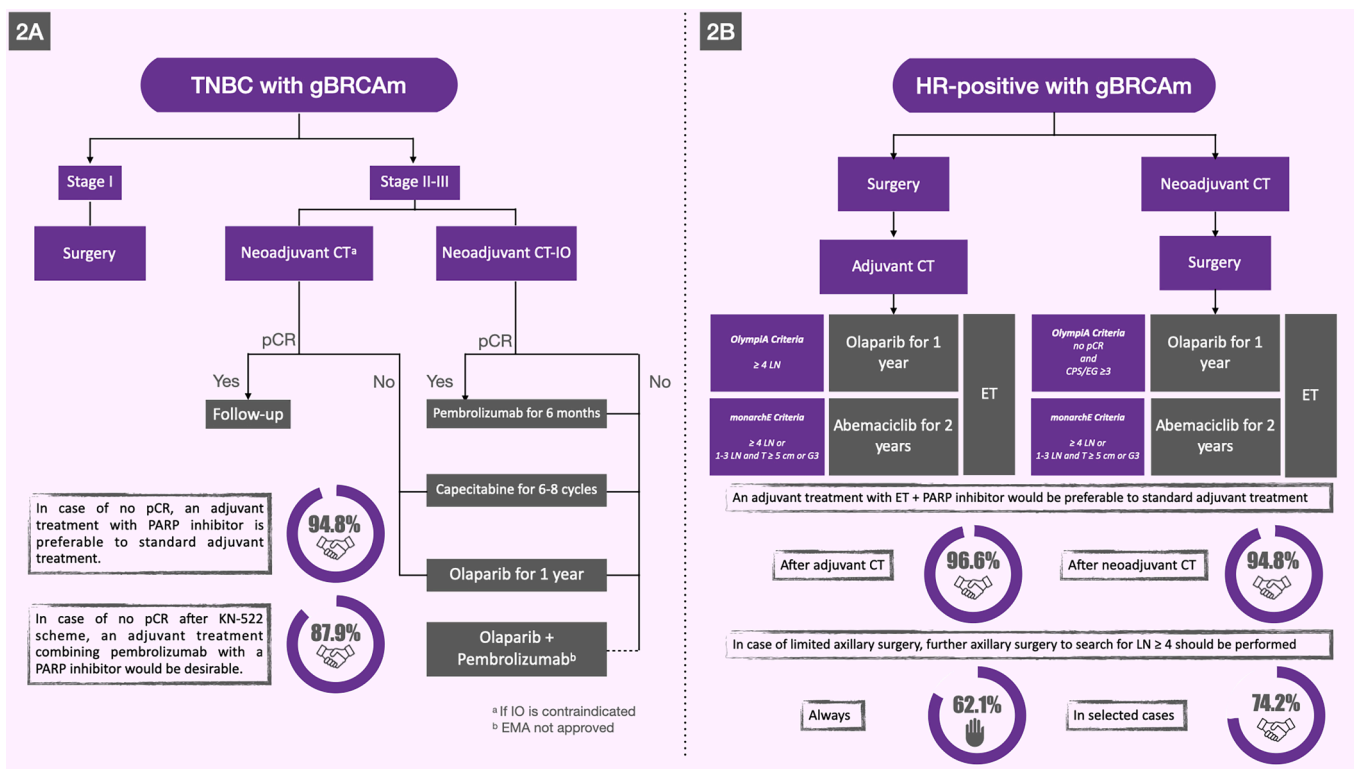 2A
TNBC with gBRCAm
Stage I
Stage II-III
Surgery
Neoadjuvant CTᵃ
Neoadjuvant CT-IO
pCR
pCR
Yes
No
Yes
No
Follow-up
Pembrolizumab for 6 months
Capecitabine for 6-8 cycles
Olaparib for 1 year
Olaparib +
Pembrolizumabᵇ
In case of no pCR, an adjuvant
treatment with PARP inhibitor is
preferable to standard adjuvant
treatment.
94.8%
In case of no pCR after KN-522
scheme, an adjuvant treatment
combining pembrolizumab with a
PARP inhibitor would be desirable.
87.9%
ᵃ If IO is contraindicated
ᵇ EMA not approved
2B
HR-positive with gBRCAm
Surgery
Neoadjuvant CT
Adjuvant CT
Surgery
OlympiA Criteria
≥ 4 LN
Olaparib for 1
year
monarchE Criteria
≥ 4 LN or
1-3 LN and T ≥ 5 cm or G3
Abemaciclib for 2
years
ET
OlympiA Criteria
no pCR
and
CPS/EG ≥3
Olaparib for 1
year
monarchE Criteria
≥ 4 LN or
1-3 LN and T ≥ 5 cm or G3
Abemaciclib for 2
years
ET
An adjuvant treatment with ET + PARP inhibitor would be preferable to standard adjuvant treatment
After adjuvant CT
96.6%
After neoadjuvant CT
94.8%
In case of limited axillary surgery, further axillary surgery to search for LN ≥ 4 should be performed
Always
62.1%
In selected cases
74.2%